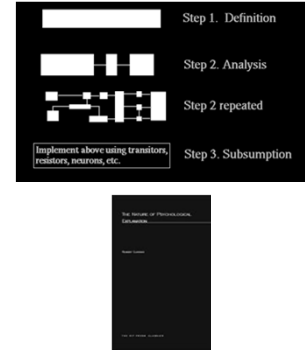 Step 1. Definition
Step 2. Analysis
Step 2 repeated
Implement above using transitors,
resistors, neurons, etc.
Step 3. Subsumption
THE NATURE OF PSYCHOLOGICAL
EXPLANATION